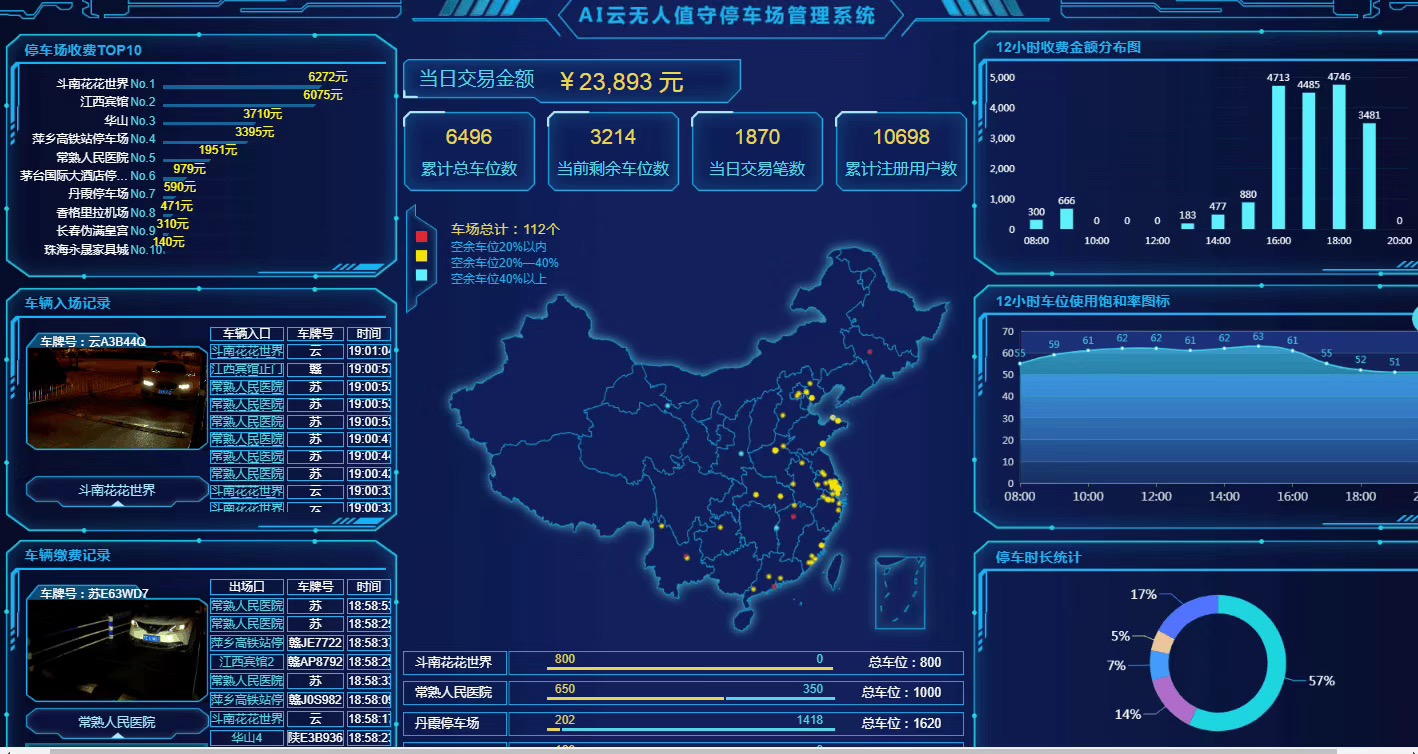 AI云无人值守停车场管理系统
停车场收费TOP10
斗南花花世界 No.1 6272元
江西宾馆 No.2 6075元
华山 No.3 3710元
萍乡高铁站停车场 No.4 3395元
常熟人民医院 No.5 1951元
茅台国际大酒店停... No.6 979元
丹霞停车场 No.7 590元
香格里拉机场 No.8 471元
长春伪满皇宫 No.9 310元
珠海永晟家具城 No.10 140元
车辆入场记录
车牌号：云A3B44Q
斗南花花世界
车辆入口 车牌号 时间
斗南花花世界 云 19:01:04
江西宾馆正门 赣 19:00:5
常熟人民医院 苏 19:00:53
常熟人民医院 苏 19:00:53
常熟人民医院 苏 19:00:53
常熟人民医院 苏 19:00:4
常熟人民医院 苏 19:00:44
常熟人民医院 苏 19:00:42
斗南花花世界 云 19:00:33
斗南花花世界 云 19:00:33
车辆缴费记录
车牌号：苏E63WD7
常熟人民医院
出场口 车牌号 时间
常熟人民医院 苏 18:58:53
常熟人民医院 苏 18:58:29
萍乡高铁站停 赣JE7722 18:58:37
江西宾馆2 赣AP8792 18:58:29
常熟人民医院 苏 18:58:33
萍乡高铁站停 赣J0S982 18:58:09
斗南花花世界 云 18:58:17
华山4 陕E3B936 18:58:23
当日交易金额 ￥23,893 元
6496
累计总车位数
3214
当前剩余车位数
1870
当日交易笔数
10698
累计注册用户数
车场总计：112个
空余车位20%以内
空余车位20%—40%
空余车位40%以上
斗南花花世界 800 0 总车位：800
常熟人民医院 650 350 总车位：1000
丹霞停车场 202 1418 总车位：1620
12小时收费金额分布图
5,000
4,000
3,000
2,000
1,000
0
300 666 0 0 0 183 477 880 4713 4485 4746 3481 0
08:00 10:00 12:00 14:00 16:00 18:00 20:00
12小时车位使用饱和率图标
70
60
50
40
30
20
10
0
55 59 61 62 62 61 62 63 61 55 52 51
08:00 10:00 12:00 14:00 16:00 18:00 2
停车时长统计
17%
5%
7%
14%
57%